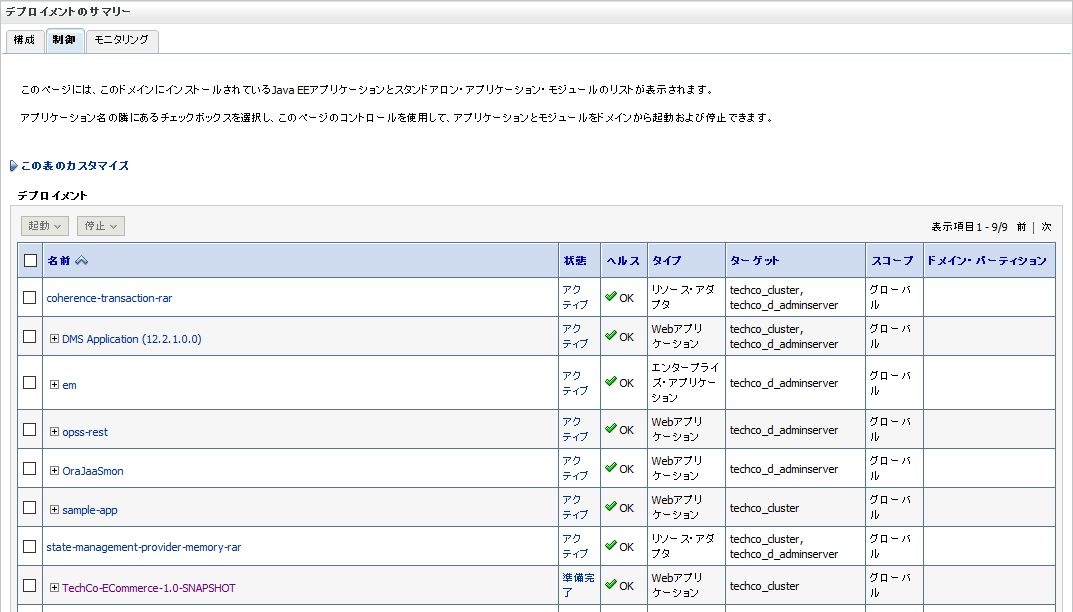 デプロイメントのサマリー
構成 制御 モニタリング
このページには、このドメインにインストールされているJava EEアプリケーションとスタンドアロン・アプリケーション・モジュールのリストが表示されます。
アプリケーション名の隣にあるチェックボックスを選択し、このページのコントロールを使用して、アプリケーションとモジュールをドメインから起動および停止できます。
この表のカスタマイズ
デプロイメント
起動 停止 表示項目1 - 9/9 前 | 次
名前 状態 ヘルス タイプ ターゲット スコープ ドメイン・パーティション
coherence-transaction-rar アク
ティブ OK リソース・アダ
プタ techco_cluster,
techco_d_adminserver グローバ
ル
DMS Application (12.2.1.0.0) アク
ティブ OK Webアプリ
ケーション techco_cluster,
techco_d_adminserver グローバ
ル
em アク
ティブ OK エンタープライ
ズ・アプリケー
ション techco_d_adminserver グローバ
ル
opss-rest アク
ティブ OK Webアプリ
ケーション techco_d_adminserver グローバ
ル
OraJaaSmon アク
ティブ OK Webアプリ
ケーション techco_d_adminserver グローバ
ル
sample-app アク
ティブ OK Webアプリ
ケーション techco_cluster グローバ
ル
state-management-provider-memory-rar アク
ティブ OK リソース・アダ
プタ techco_cluster,
techco_d_adminserver グローバ
ル
TechCo-ECommerce-1.0-SNAPSHOT 準備完
了 OK Webアプリ
ケーション techco_cluster グローバ
ル